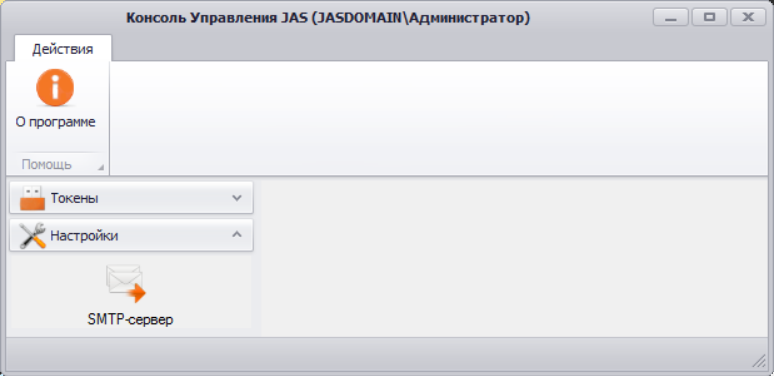 Консоль Управления JAS (JASDOMAIN\Администратор)
Действия
О программе
Помощь
Токены
Настройки
SMTP-сервер